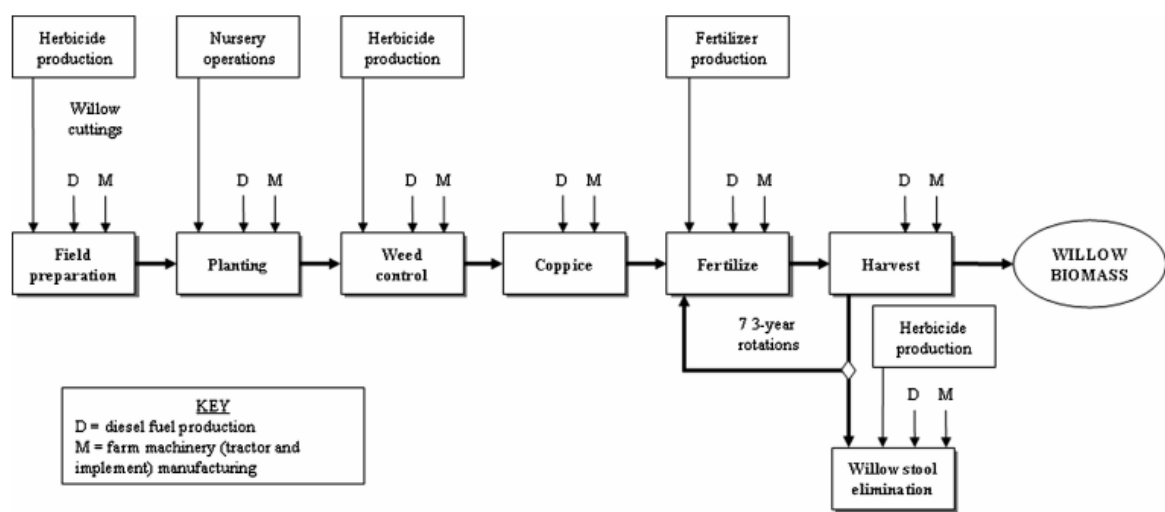 Herbicide
production
Nursery
operations
Herbicide
production
Fertilizer
production
Willow
cuttings
D M
D M
D M
D M
D M
D M
Field
preparation
Planting
Weed
control
Coppice
Fertilize
Harvest
WILLOW
BIOMASS
7 3-year
rotations
Herbicide
production
D M
Willow stool
elimination
KEY
D = diesel fuel production
M = farm machinery (tractor and
implement) manufacturing